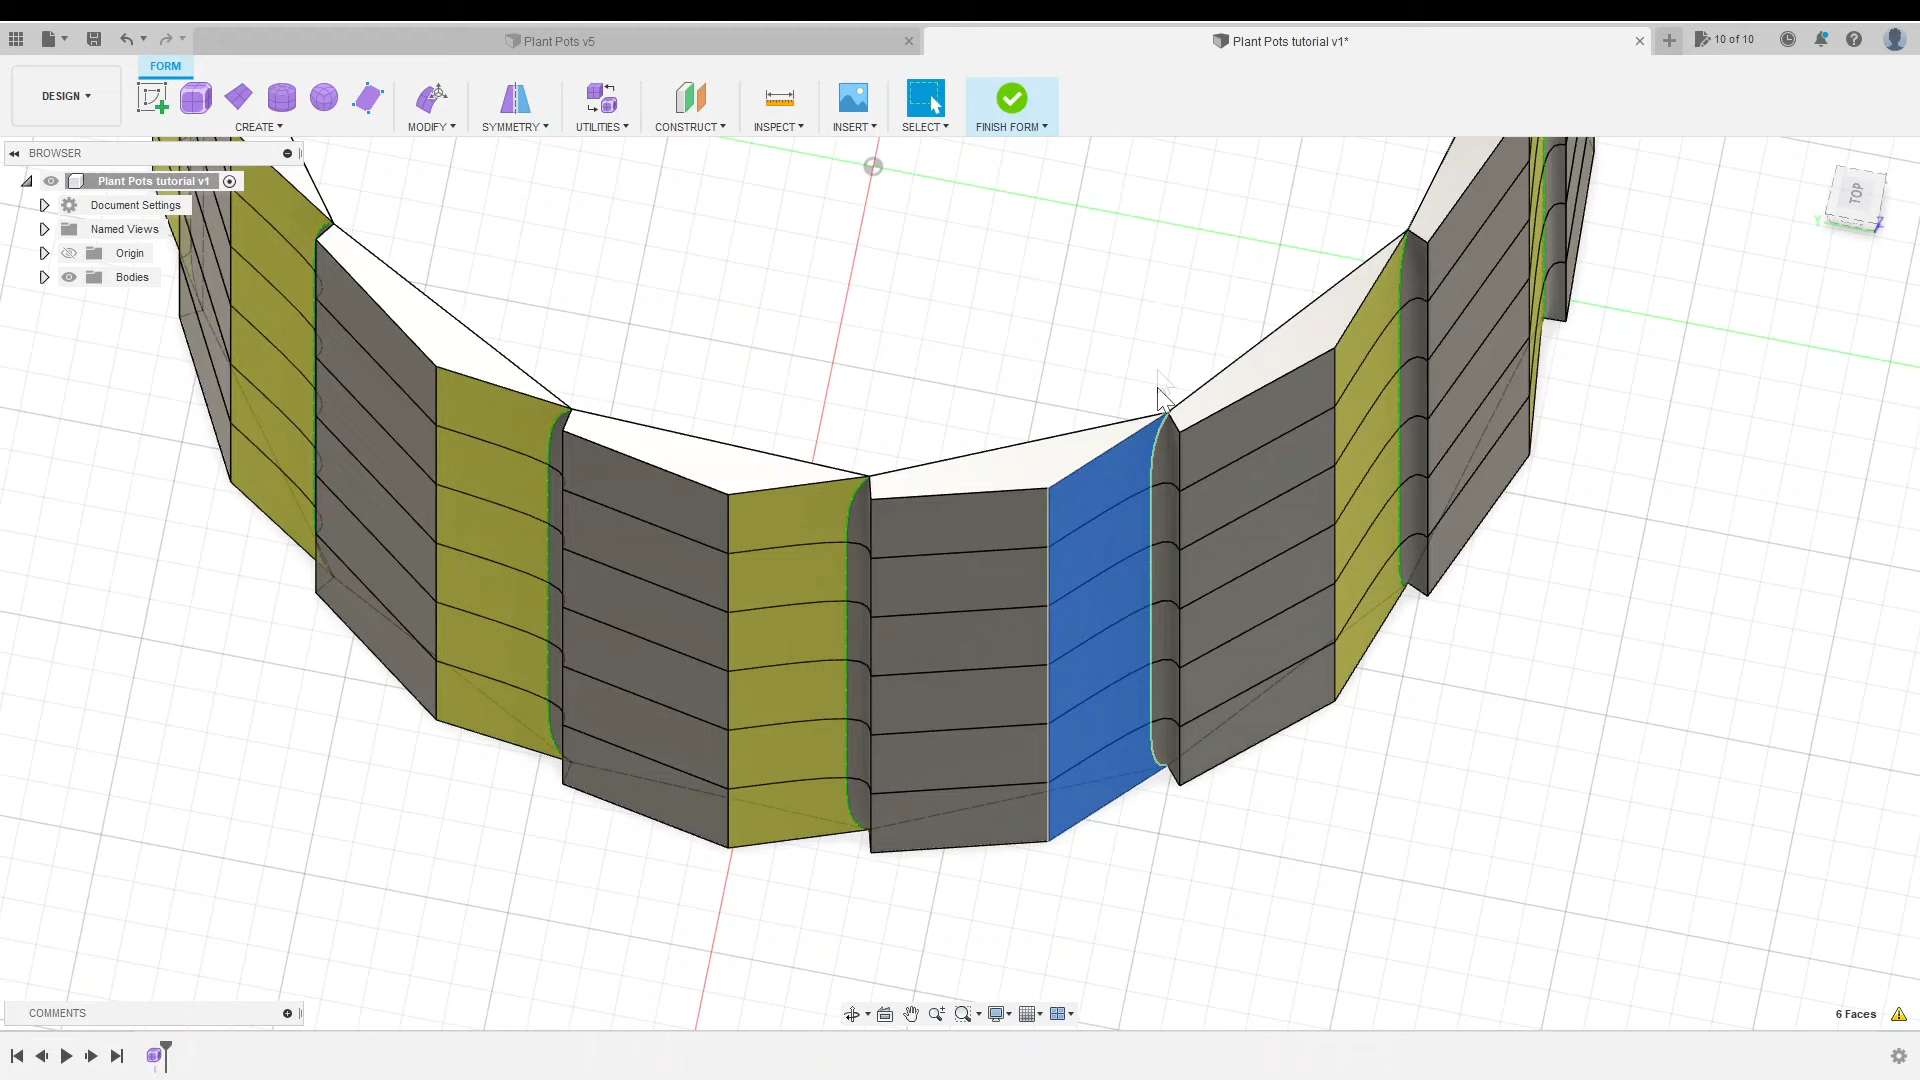 Plant Pots v5
Plant Pots tutorial v1*
10 of 10
FORM
DESIGN
CREATE
MODIFY
SYMMETRY
UTILITIES
CONSTRUCT
INSPECT
INSERT
SELECT
FINISH FORM
BROWSER
Plant Pots tutorial v1
Document Settings
Named Views
Origin
Bodies
TOP
Y
Z
COMMENTS
6 Faces